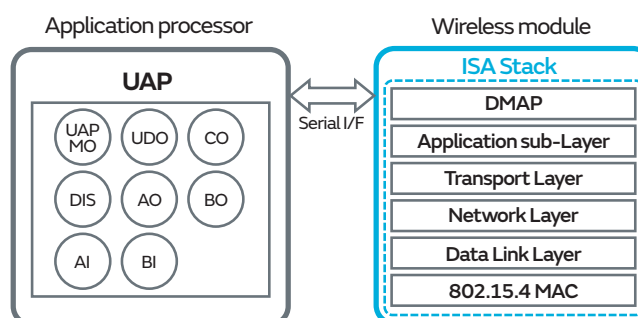 Application processor
Wireless module
UAP
ISA Stack
Serial I/F
UAP
MO
UDO
CO
DIS
AO
BO
AI
BI
DMAP
Application sub-Layer
Transport Layer
Network Layer
Data Link Layer
802.15.4 MAC